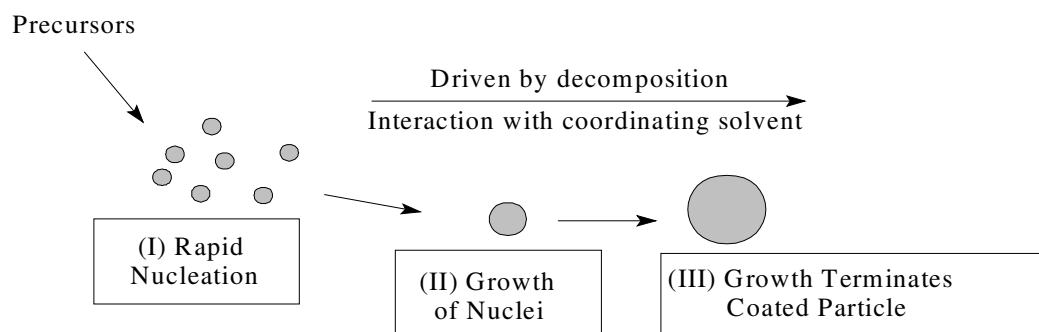 Precursors
Driven by decomposition
Interaction with coordinating solvent
(I) Rapid
Nucleation
(II) Growth
of Nuclei
(III) Growth Terminates
Coated Particle